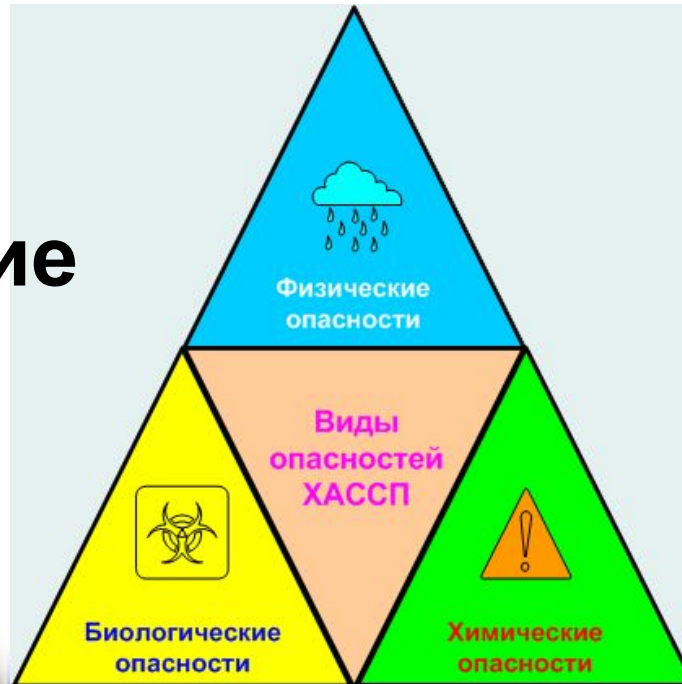 ие
Физические
опасности
Виды
опасностей
ХАССП
Биологические
опасности
Химические
опасности